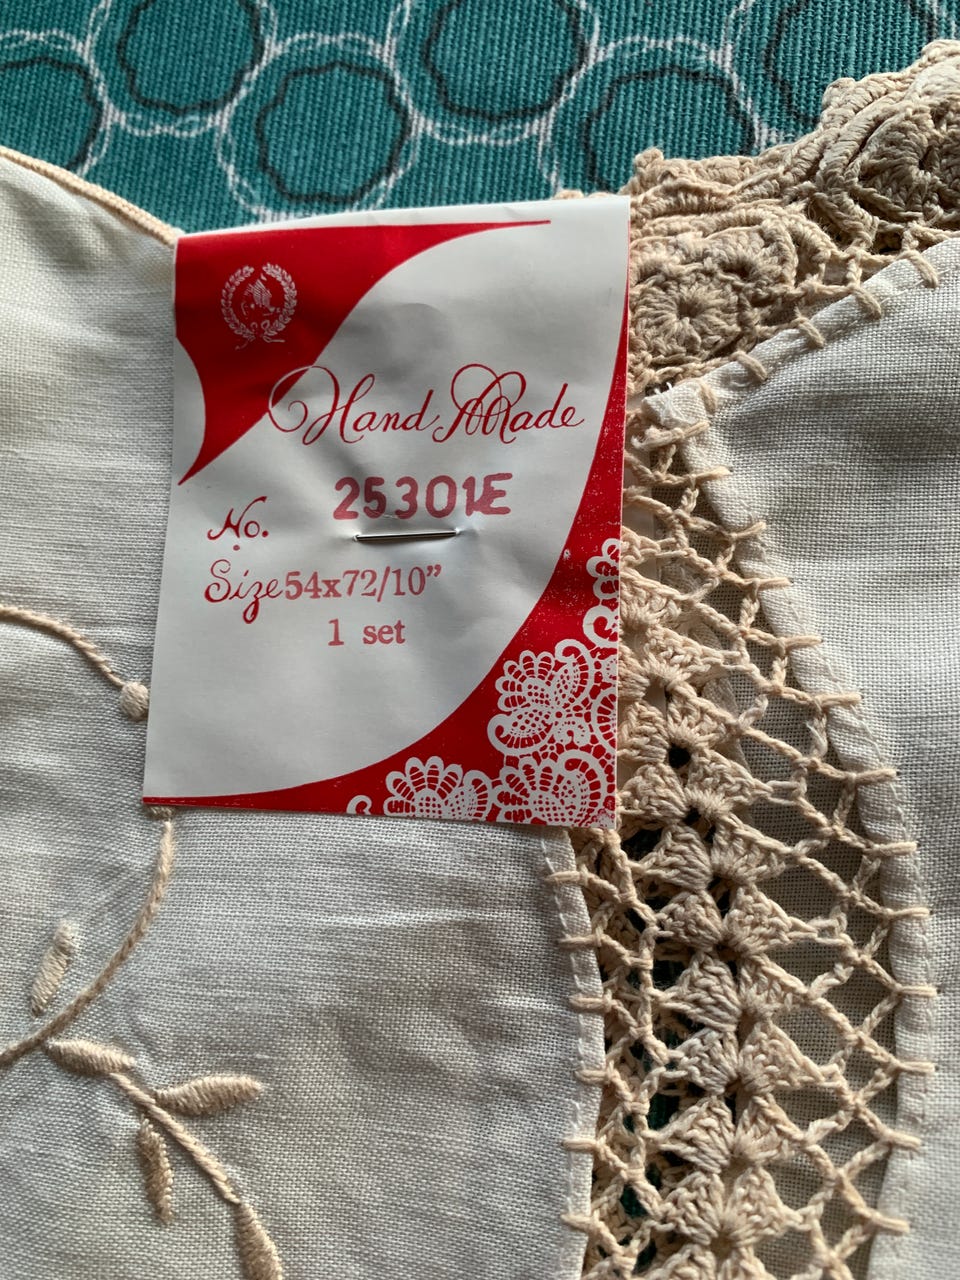 Hand Made
No. 25301E
Size 54x72/10”
1 set